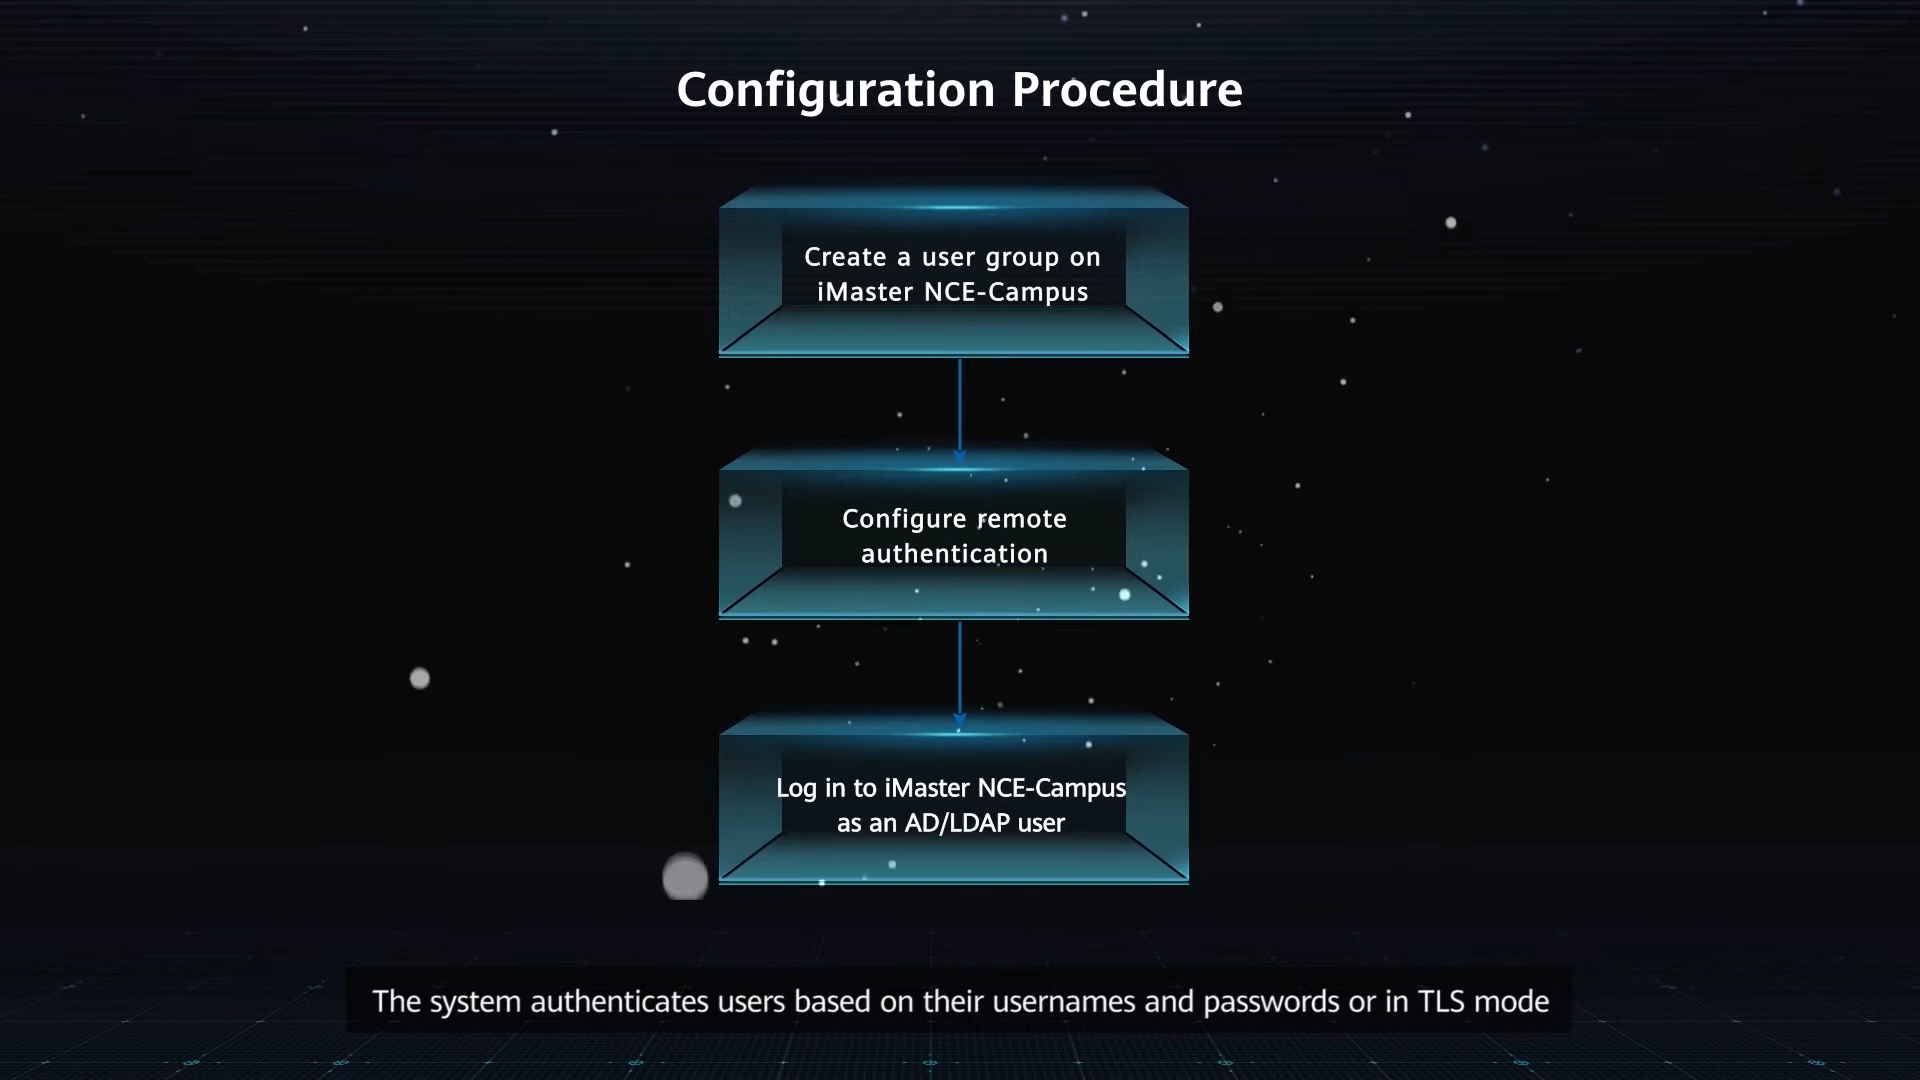 Configuration Procedure
Create a user group on
iMaster NCE-Campus
Configure remote
authentication
Log in to iMaster NCE-Campus
as an AD/LDAP user
The system authenticates users based on their usernames and passwords or in TLS mode